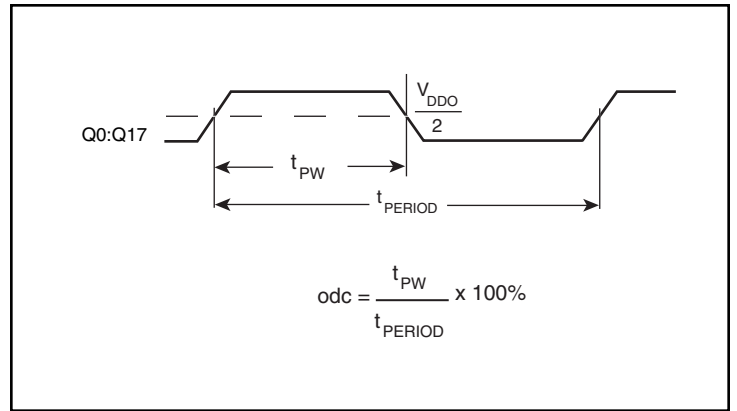 V_DDO
2
Q0:Q17
t_PW
t_PERIOD
odc = t_PW / t_PERIOD x 100%